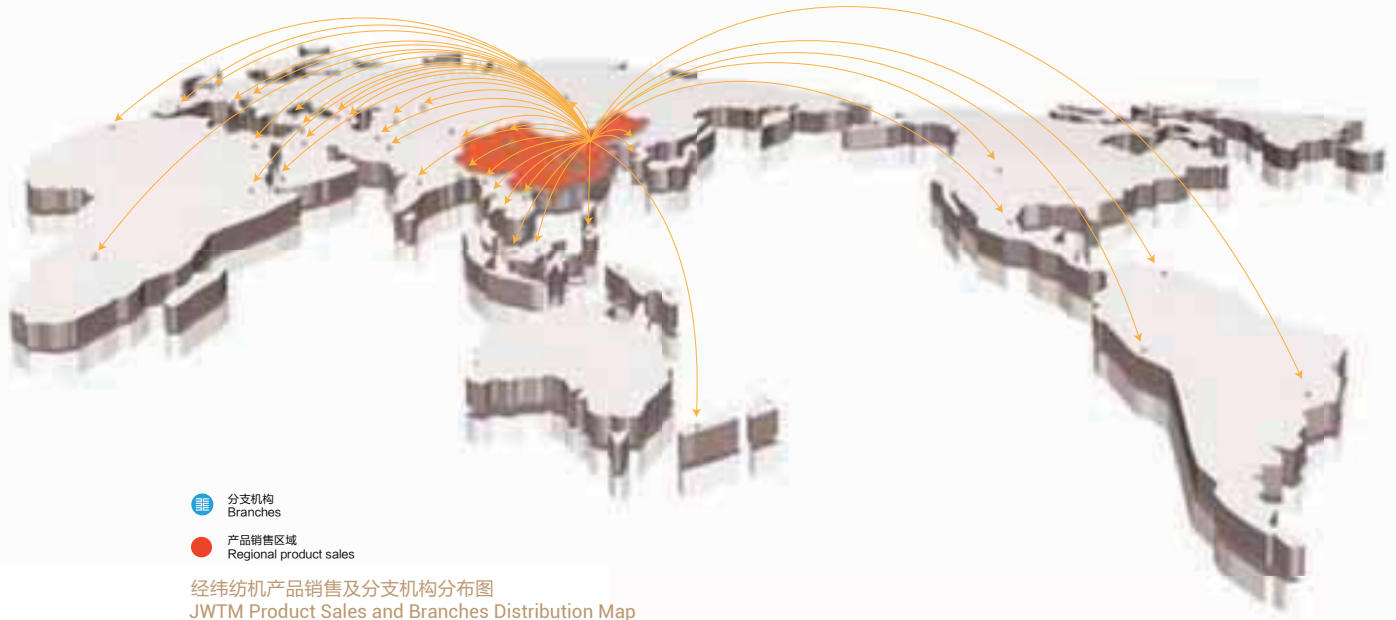 分支机构
Branches
产品销售区域
Regional product sales
经纬纺机产品销售及分支机构分布图
JWTM Product Sales and Branches Distribution Map